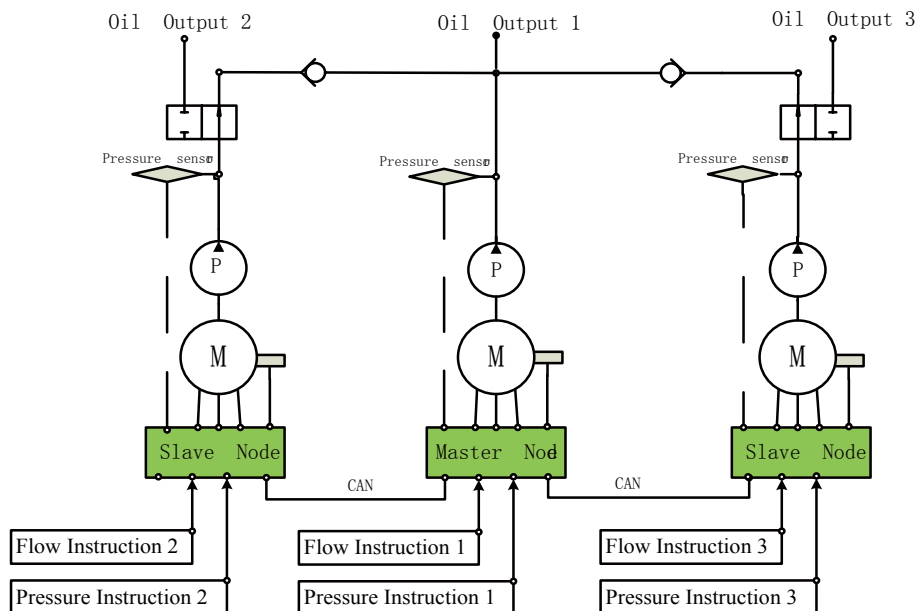 Oil Output 2
Oil Output 1
Oil Output 3
Pressure sensor
Pressure sensor
Pressure sensor
P
P
P
M
M
M
Slave Node
Master Node
Slave Node
CAN
CAN
Flow Instruction 2
Flow Instruction 1
Flow Instruction 3
Pressure Instruction 2
Pressure Instruction 1
Pressure Instruction 3